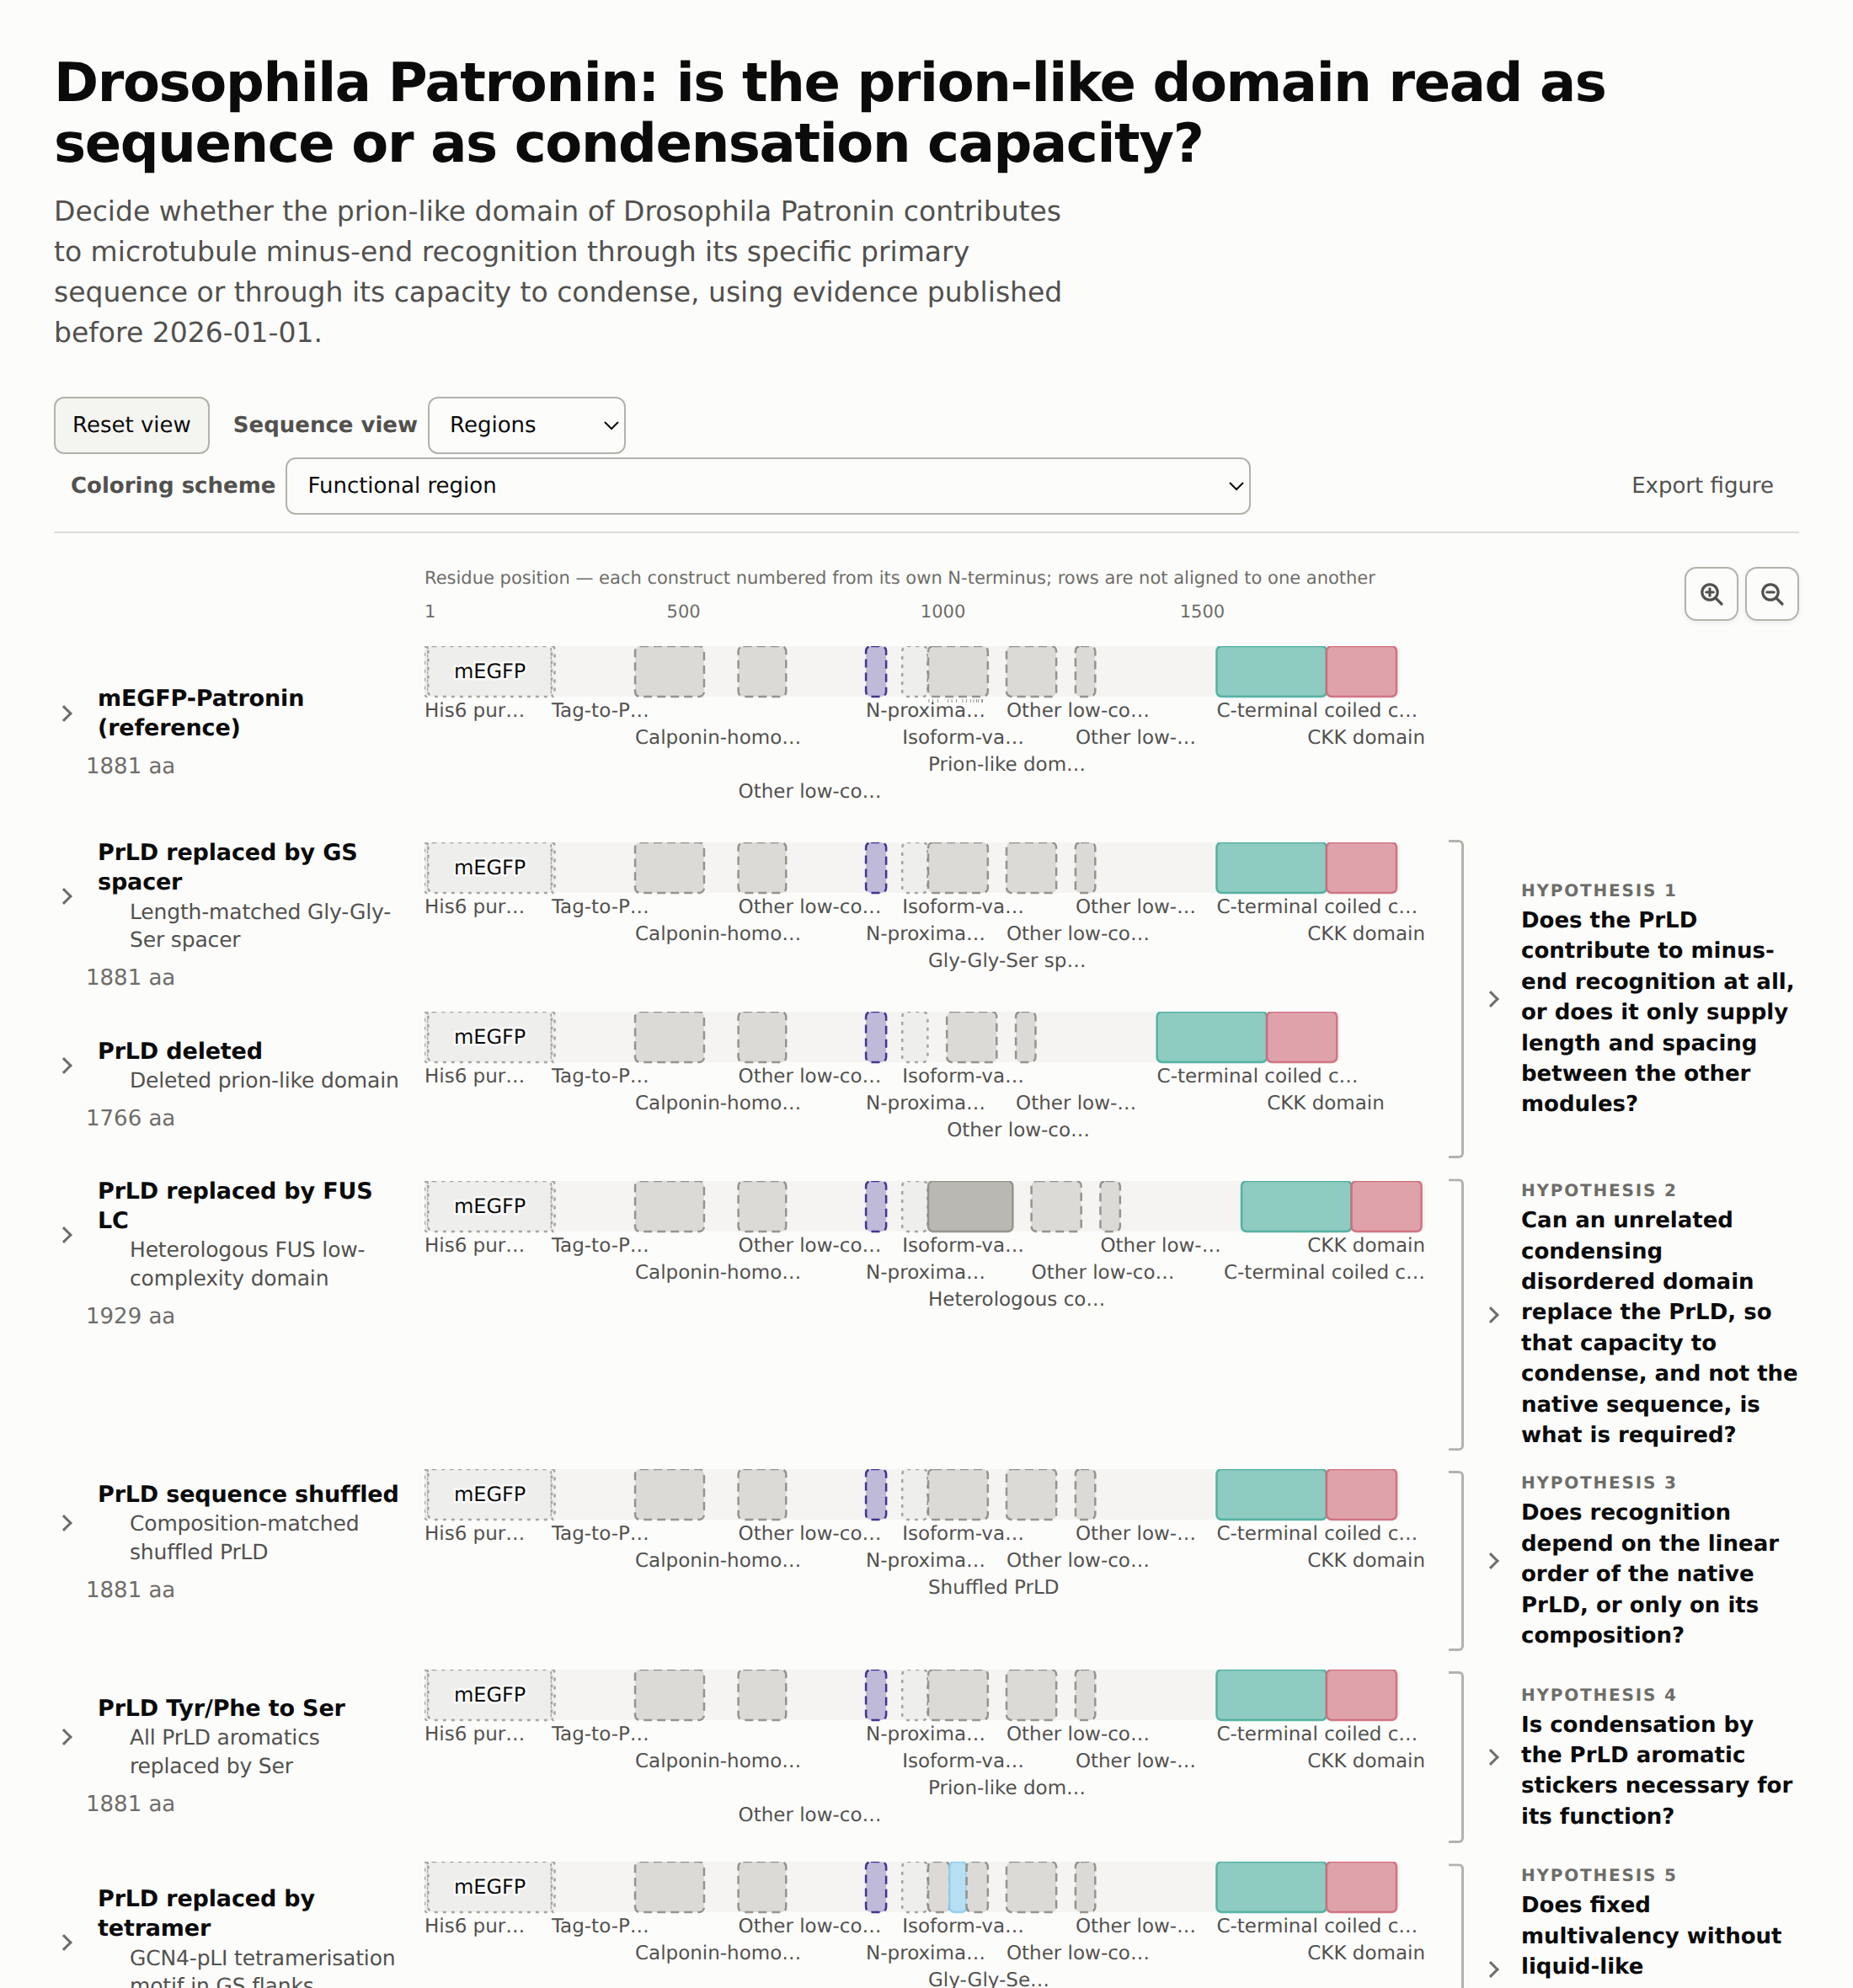 Drosophila Patronin: is the prion-like domain read as
sequence or as condensation capacity?
Decide whether the prion-like domain of Drosophila Patronin contributes
to microtubule minus-end recognition through its specific primary
sequence or through its capacity to condense, using evidence published
before 2026-01-01.
Reset view
Sequence view
Regions
Coloring scheme
Functional region
Export figure
Residue position — each construct numbered from its own N-terminus; rows are not aligned to one another
1 500 1000 1500
mEGFP-Patronin
(reference)
1881 aa
mEGFP
His6 pur… Tag-to-P… N-proxima… Other low-co… C-terminal coiled c…
Calponin-homo… Isoform-va… Other low-… CKK domain
Prion-like dom…
Other low-co…
PrLD replaced by GS
spacer
Length-matched Gly-Gly-
Ser spacer
1881 aa
mEGFP
His6 pur… Tag-to-P… Other low-co… Isoform-va… Other low-… C-terminal coiled c…
Calponin-homo… N-proxima… Other low-co… CKK domain
Gly-Gly-Ser sp…
PrLD deleted
Deleted prion-like domain
1766 aa
mEGFP
His6 pur… Tag-to-P… Other low-co… Isoform-va… C-terminal coiled c…
Calponin-homo… N-proxima… Other low-… CKK domain
Other low-co…
HYPOTHESIS 1
Does the PrLD
contribute to minus-
end recognition at all,
or does it only supply
length and spacing
between the other
modules?
PrLD replaced by FUS
LC
Heterologous FUS low-
complexity domain
1929 aa
mEGFP
His6 pur… Tag-to-P… Other low-co… Isoform-va… Other low-… CKK domain
Calponin-homo… N-proxima… Other low-co… C-terminal coiled c…
Heterologous co…
HYPOTHESIS 2
Can an unrelated
condensing
disordered domain
replace the PrLD, so
that capacity to
condense, and not the
native sequence, is
what is required?
PrLD sequence shuffled
Composition-matched
shuffled PrLD
1881 aa
mEGFP
His6 pur… Tag-to-P… Other low-co… Isoform-va… Other low-… C-terminal coiled c…
Calponin-homo… N-proxima… Other low-co… CKK domain
Shuffled PrLD
HYPOTHESIS 3
Does recognition
depend on the linear
order of the native
PrLD, or only on its
composition?
PrLD Tyr/Phe to Ser
All PrLD aromatics
replaced by Ser
1881 aa
mEGFP
His6 pur… Tag-to-P… N-proxima… Other low-co… C-terminal coiled c…
Calponin-homo… Isoform-va… Other low-… CKK domain
Prion-like dom…
Other low-co…
HYPOTHESIS 4
Is condensation by
the PrLD aromatic
stickers necessary for
its function?
PrLD replaced by
tetramer
GCN4-pLI tetramerisation
motif in GS flanks
mEGFP
His6 pur… Tag-to-P… Other low-co… Isoform-va… Other low-… C-terminal coiled c…
Calponin-homo… N-proxima… Other low-co… CKK domain
Gly-Gly-Se…
HYPOTHESIS 5
Does fixed
multivalency without
liquid-like